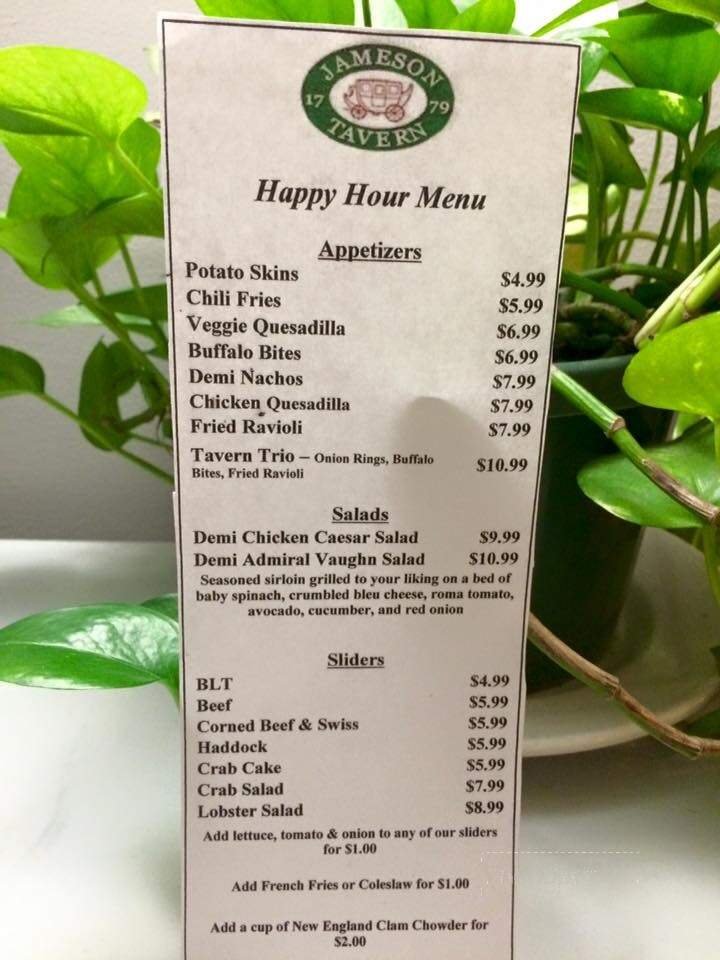 JAMESON
17 79
TAVERN
Happy Hour Menu
Appetizers
Potato Skins $4.99
Chili Fries $5.99
Veggie Quesadilla $6.99
Buffalo Bites $6.99
Demi Nachos $7.99
Chicken Quesadilla $7.99
Fried Ravioli $7.99
Tavern Trio – Onion Rings, Buffalo $10.99
Bites, Fried Ravioli
Salads
Demi Chicken Caesar Salad $9.99
Demi Admiral Vaughn Salad $10.99
Seasoned sirloin grilled to your liking on a bed of
baby spinach, crumbled bleu cheese, roma tomato,
avocado, cucumber, and red onion
Sliders
BLT $4.99
Beef $5.99
Corned Beef & Swiss $5.99
Haddock $5.99
Crab Cake $5.99
Crab Salad $7.99
Lobster Salad $8.99
Add lettuce, tomato & onion to any of our sliders
for $1.00
Add French Fries or Coleslaw for $1.00
Add a cup of New England Clam Chowder for
$2.00